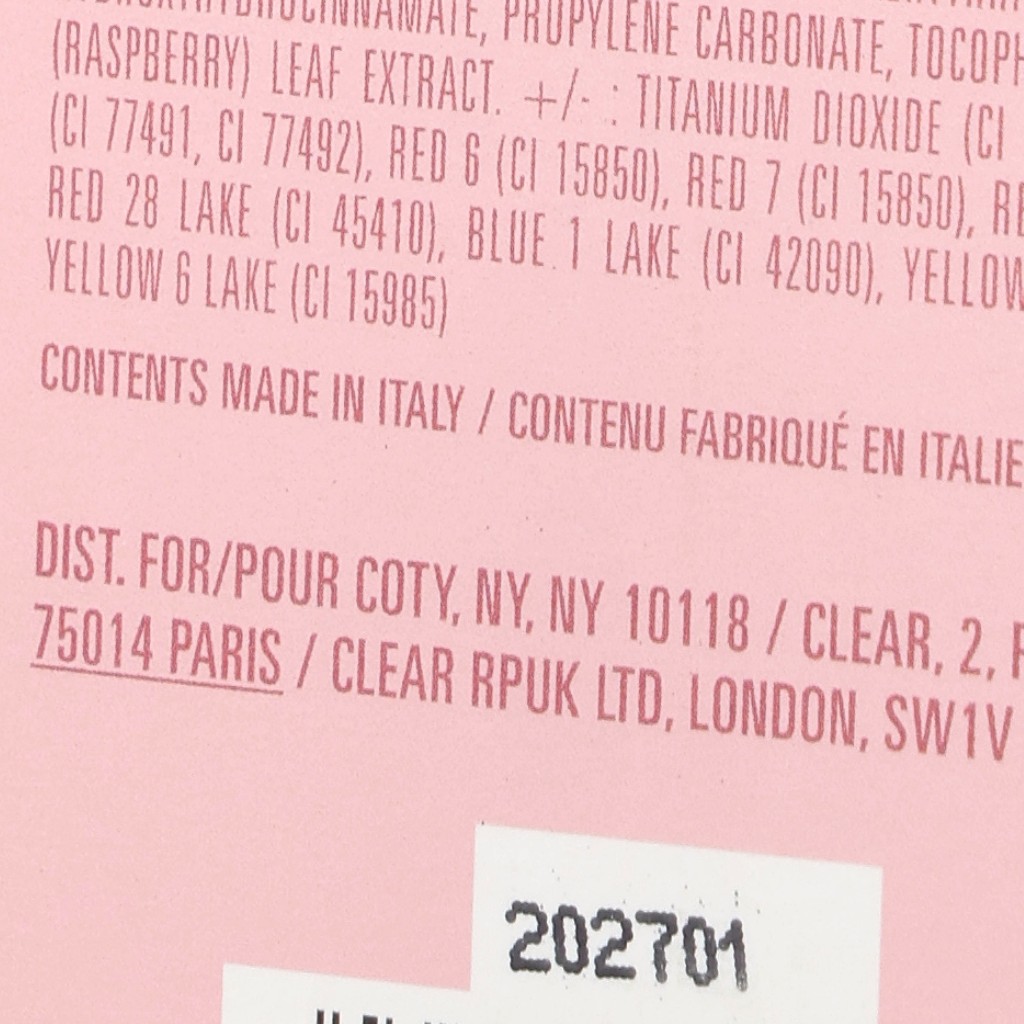 PROPYLENE CARBONATE,
(RASPBERRY) LEAF EXTRACT. +/- : TITANIUM DIOXIDE (CI
(CI 77491, CI 77492), RED 6 (CI 15850), RED 7 (CI 15850),
RED 28 LAKE (CI 45410), BLUE 1 LAKE (CI 42090), YELLOW
YELLOW 6 LAKE (CI 15985)
CONTENTS MADE IN ITALY / CONTENU FABRIQUÉ EN ITALIE
DIST. FOR/POUR COTY, NY, NY 10118 / CLEAR, 2,
75014 PARIS / CLEAR RPUK LTD, LONDON, SW1V
202701